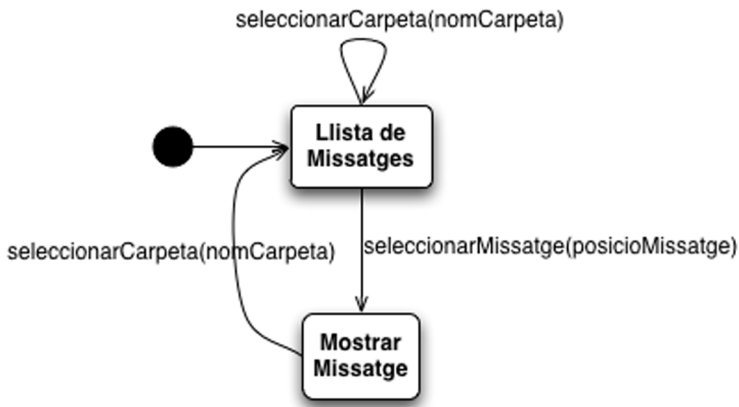 seleccionarCarpeta(nomCarpeta)
Llista de
Missatges
seleccionarCarpeta(nomCarpeta)
seleccionarMissatge(posicioMissatge)
Mostrar
Missatge